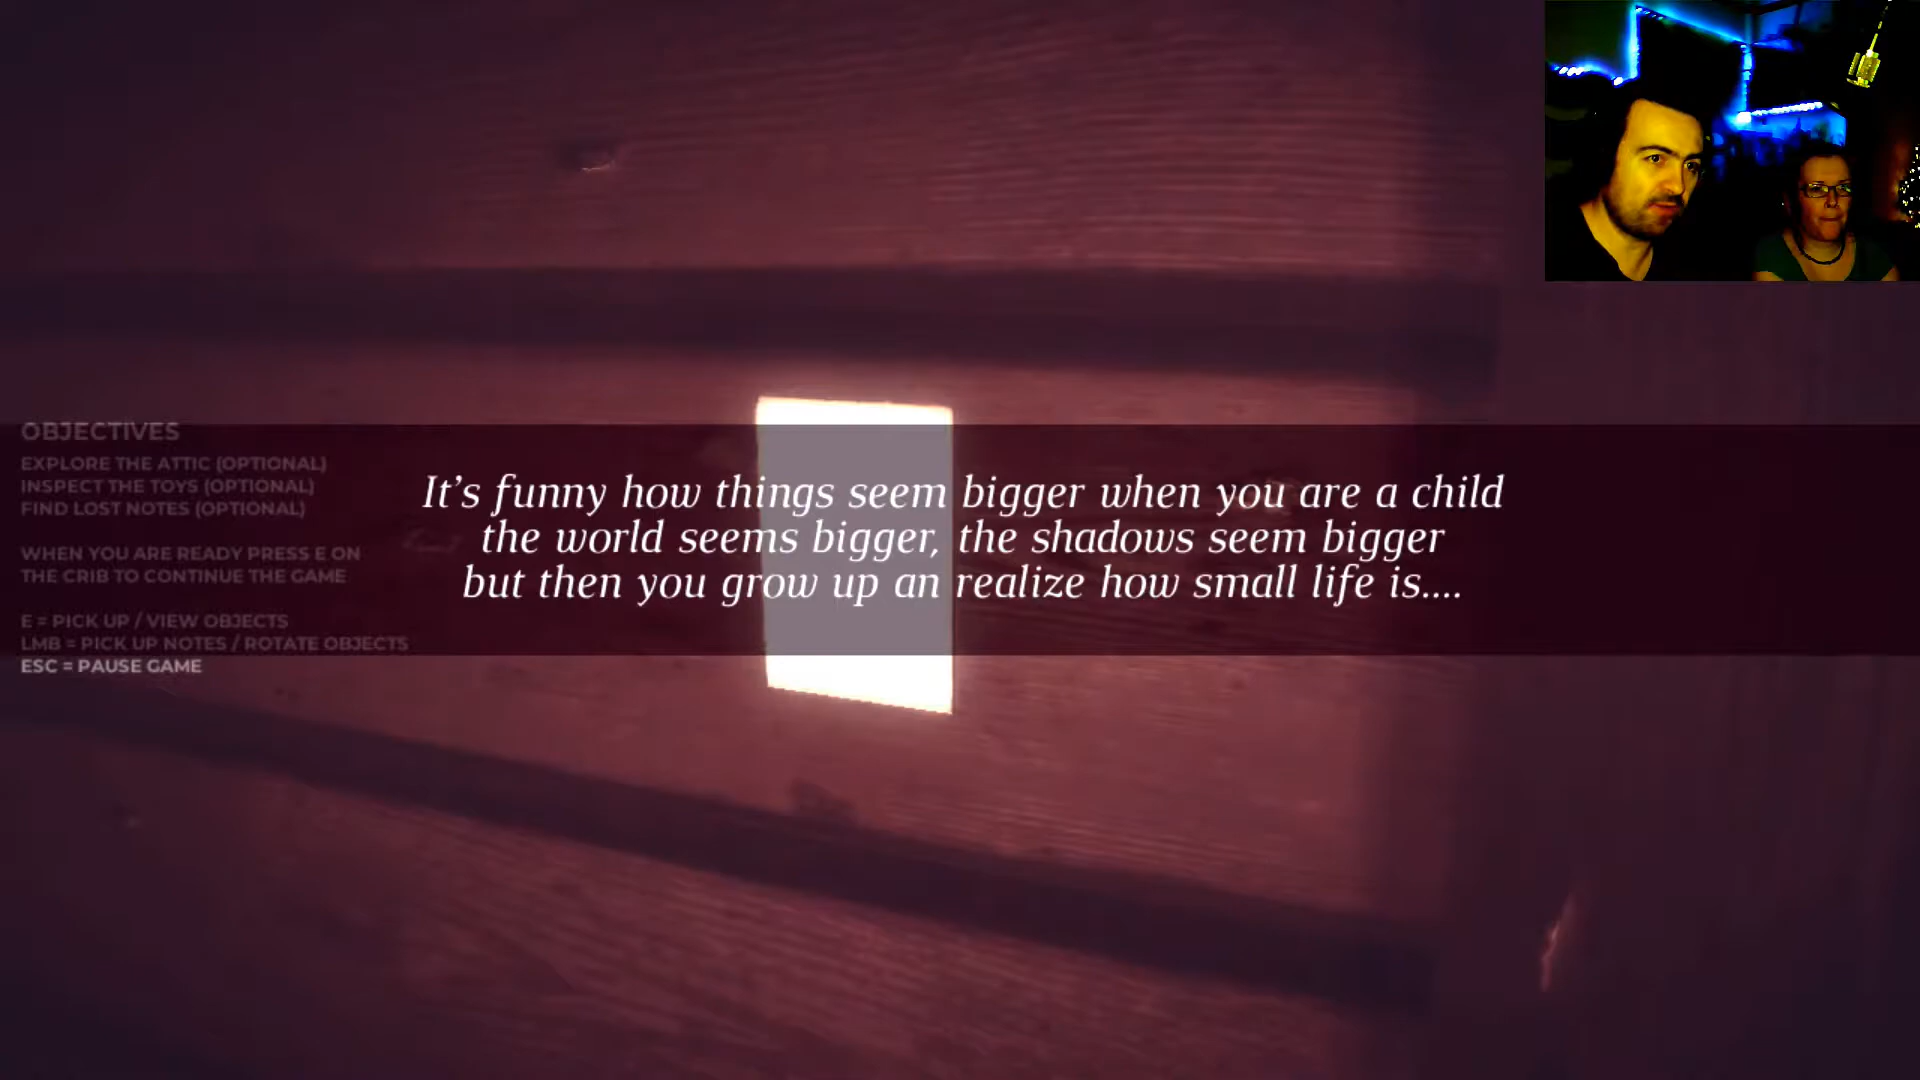 OBJECTIVES
EXPLORE THE ATTIC (OPTIONAL)
INSPECT THE TOYS (OPTIONAL)
FIND LOST NOTES (OPTIONAL)
WHEN YOU ARE READY PRESS E ON
THE CRIB TO CONTINUE THE GAME
E = PICK UP / VIEW OBJECTS
LMB = PICK UP NOTES / ROTATE OBJECTS
ESC = PAUSE GAME
It's funny how things seem bigger when you are a child
the world seems bigger, the shadows seem bigger
but then you grow up an realize how small life is....